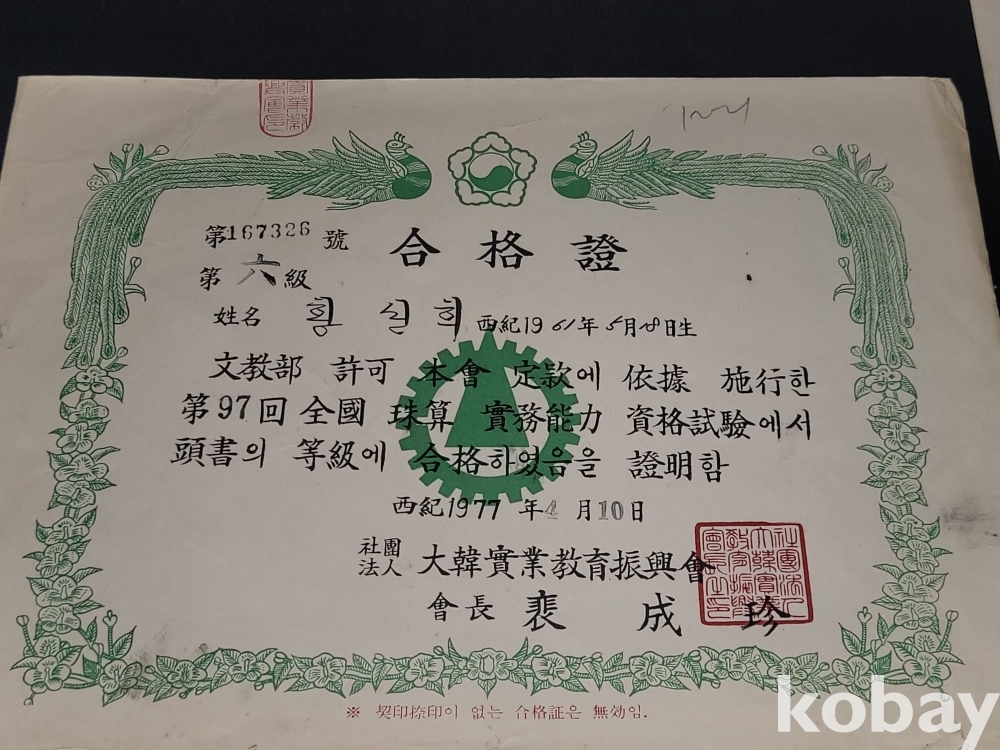 第167326 號
合格證
第六級
姓名 황신희 西紀1961年 5月18日生
文教部 許可 本會 定款에 依據 施行한
第97回 全國 珠算 實務能力 資格試驗에서
頭書의 等級에 合格하였음을 證明함
西紀1977年4月10日
社團法人 大韓實業教育振興會
會長 裵成珍
※ 契印捺印이 없는 合格証은 無効임.
kobay